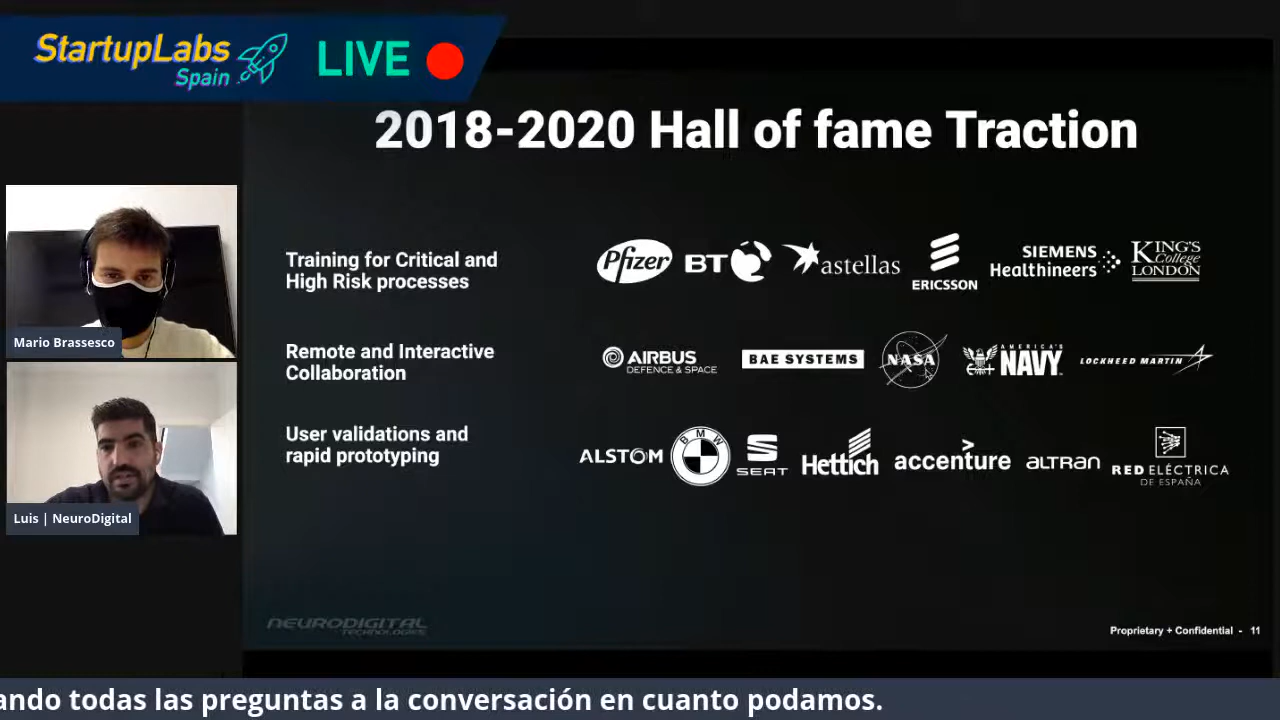 StartupLabs
Spain
LIVE
2018-2020 Hall of fame Traction
Mario Brassesco
Luis | NeuroDigital
Training for Critical and
High Risk processes
Pfizer
BT
astellas
ERICSSON
SIEMENS
Healthineers
KING'S
College
LONDON
Remote and Interactive
Collaboration
AIRBUS
DEFENCE & SPACE
BAE SYSTEMS
NASA
AMERICA'S
NAVY
LOCKHEED MARTIN
User validations and
rapid prototyping
ALSTOM
BMW
SEAT
Hettich
accenture
ALTRAN
RED ELÉCTRICA
DE ESPAÑA
NEURODIGITAL
TECHNOLOGIES
Proprietary + Confidential - 11
ando todas las preguntas a la conversación en cuanto podamos.